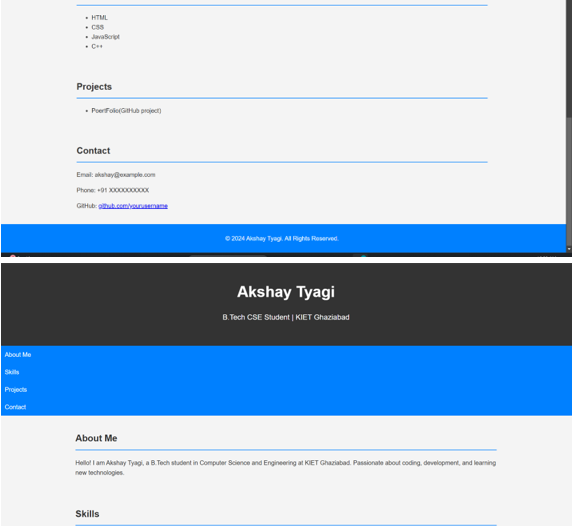 HTML
CSS
JavaScript
C++
Projects
PoertFolio(GitHub project)
Contact
Email: akshay@example.com
Phone: +91 XXXXXXXXXX
GitHub: github.com/yourusername
© 2024 Akshay Tyagi. All Rights Reserved.
Akshay Tyagi
B.Tech CSE Student | KIET Ghaziabad
About Me
Skills
Projects
Contact
About Me
Hello! I am Akshay Tyagi, a B.Tech student in Computer Science and Engineering at KIET Ghaziabad. Passionate about coding, development, and learning
new technologies.
Skills